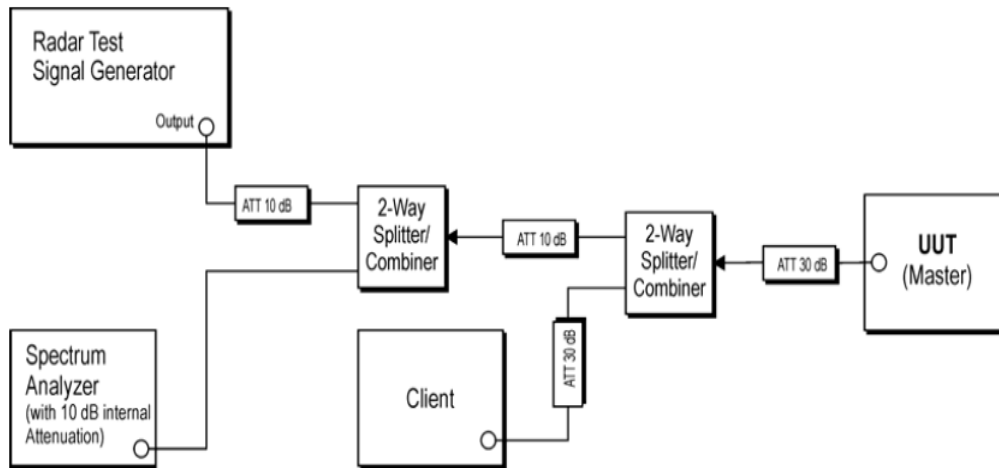 Radar Test
Signal Generator
Output
ATT 10 dB
2-Way
Splitter/
Combiner
ATT 10 dB
2-Way
Splitter/
Combiner
ATT 30 dB
UUT
(Master)
Spectrum
Analyzer
(with 10 dB internal
Attenuation)
Client
ATT 30 dB